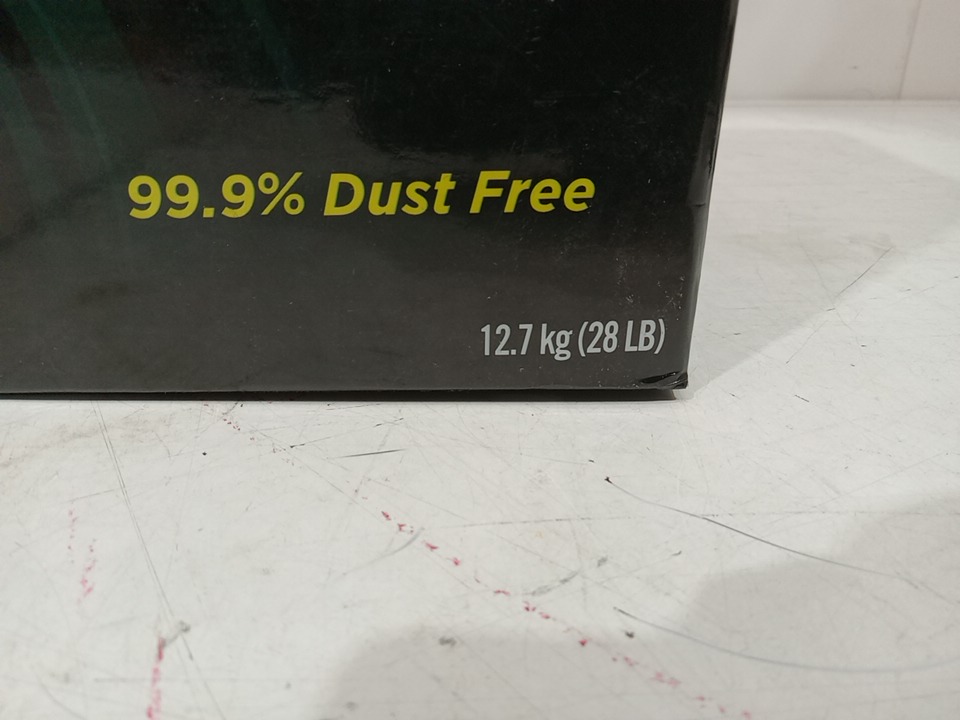 99.9% Dust Free
12.7 kg (28 LB)